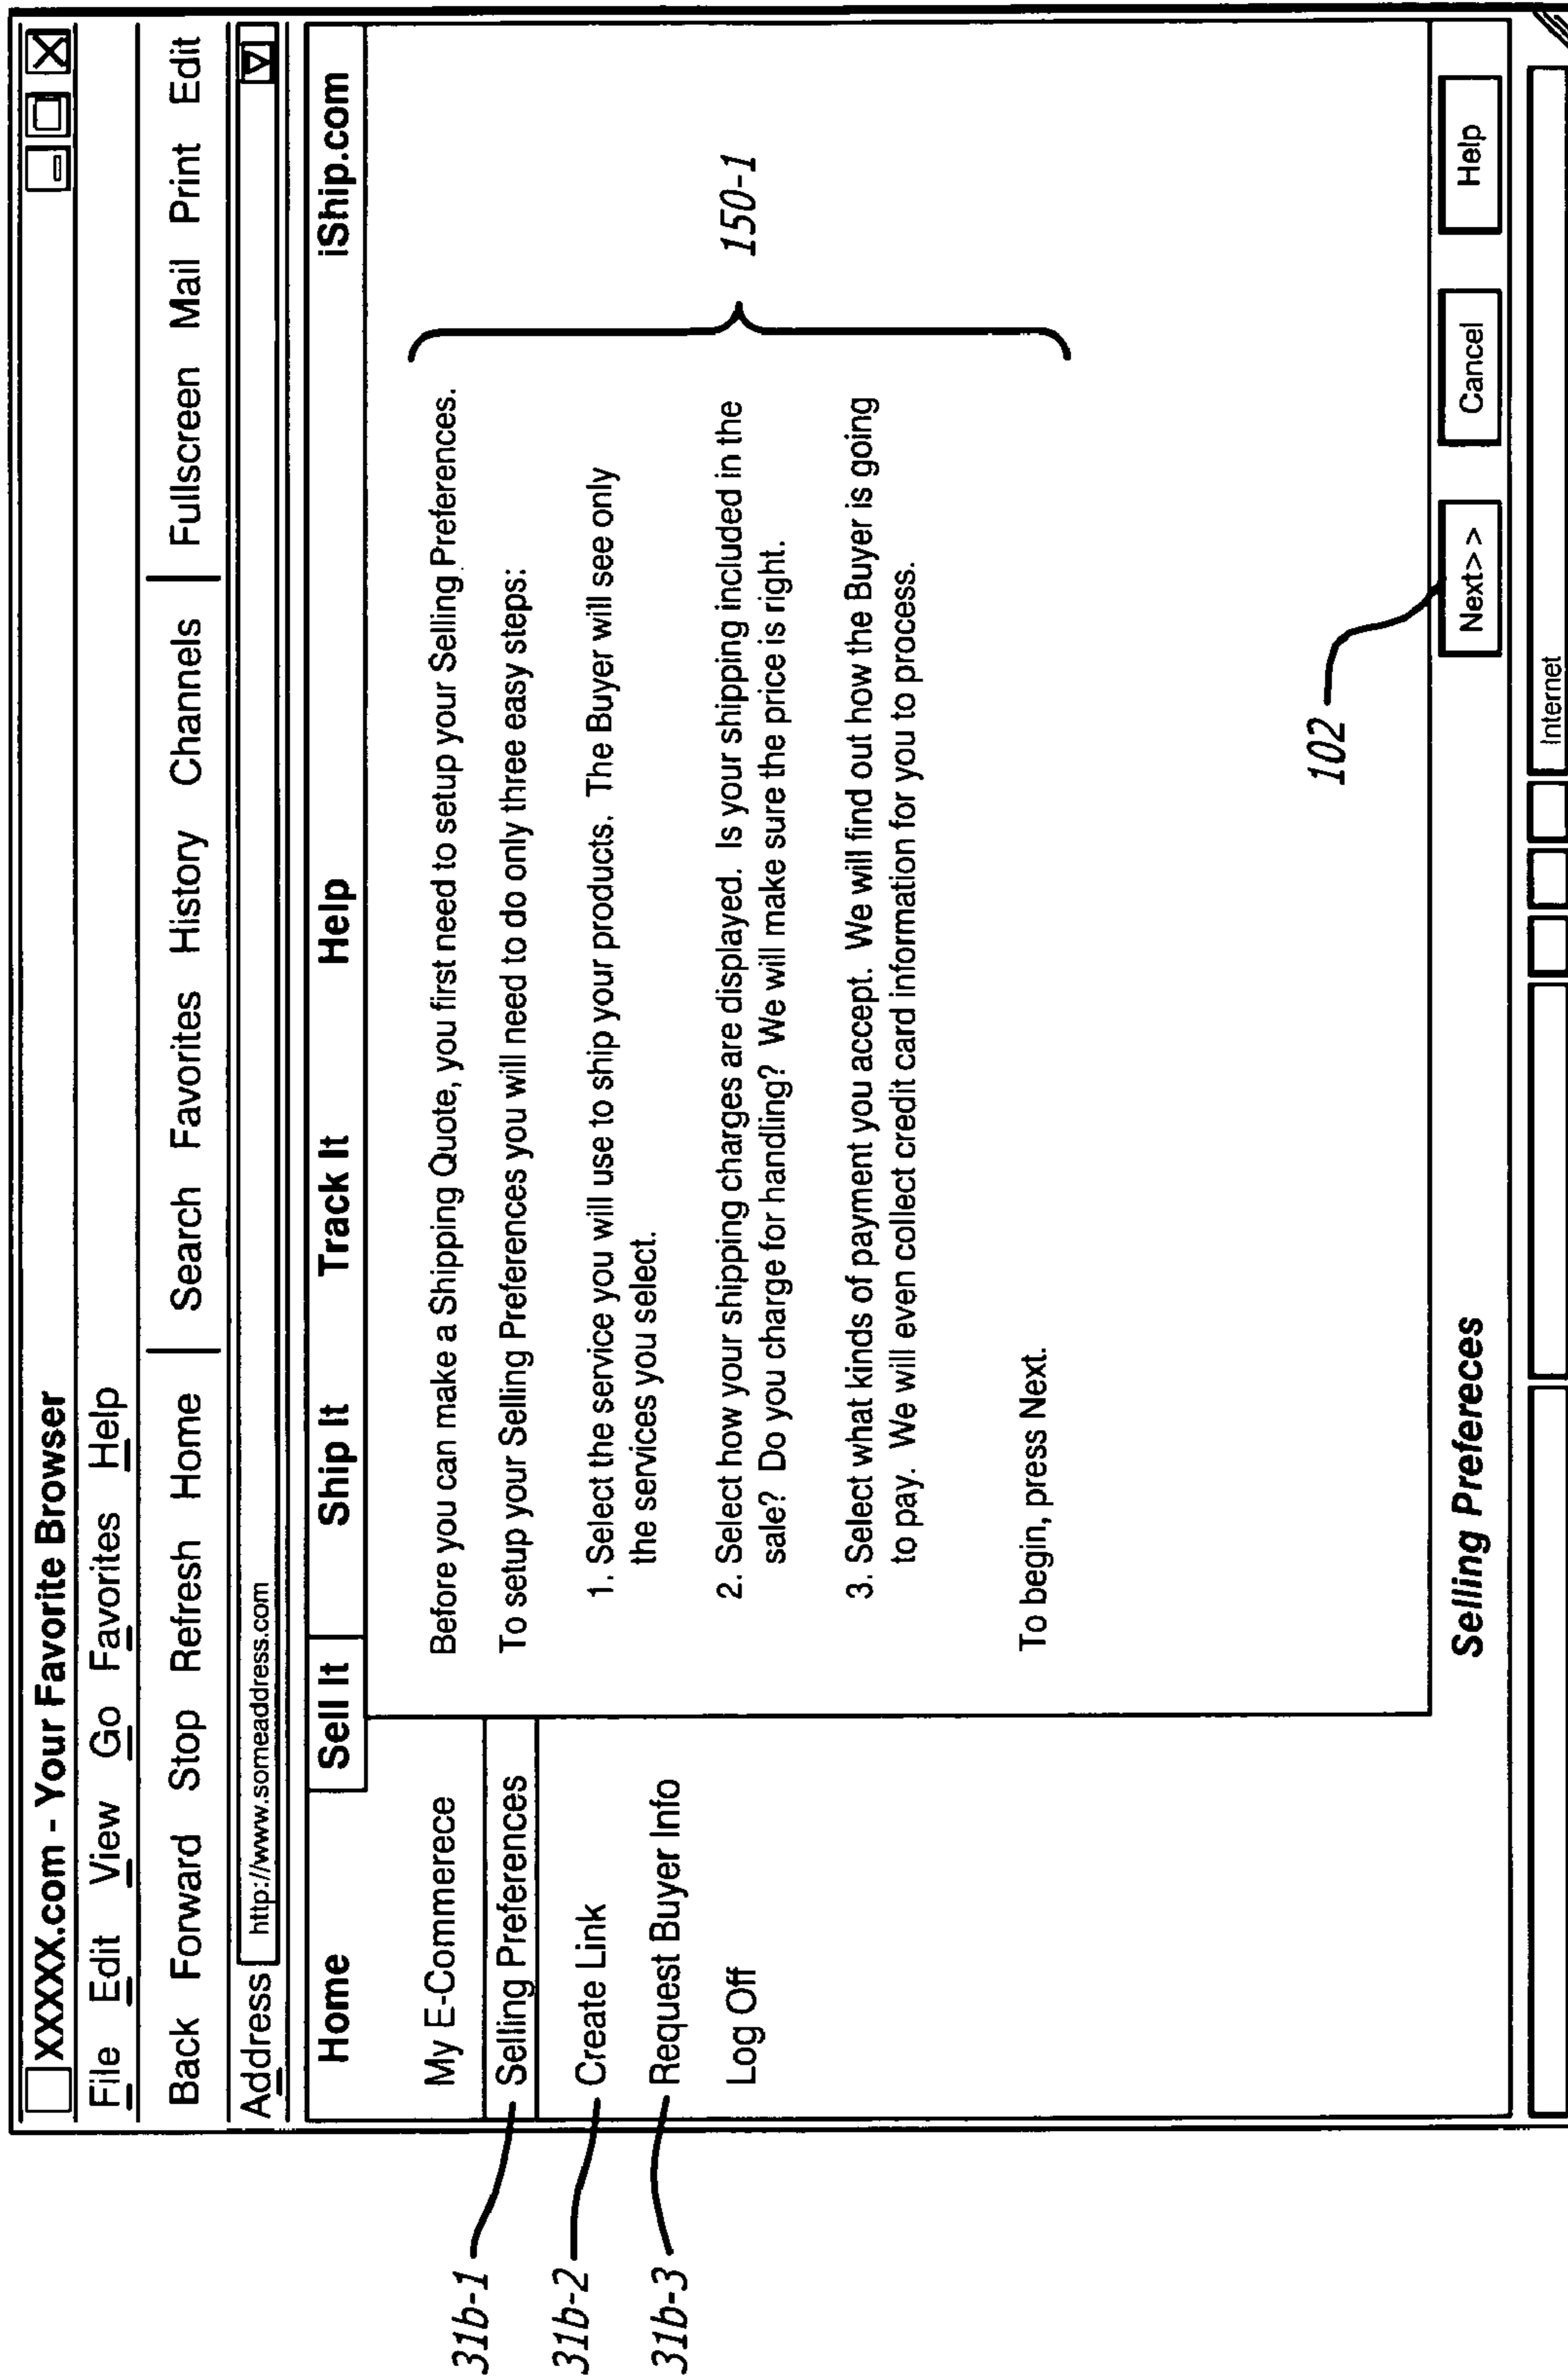 XXXXX.com - Your Favorite Browser
File Edit View Go Favorites Help
Back Forward Stop Refresh Home Search Favorites History Channels Fullscreen Mail Print Edit
Address http://www.someaddress.com
Home Sell It Ship It Track It Help iShip.com
My E-Commerece
31b-1 Selling Preferences
31b-2 Create Link
31b-3 Request Buyer Info
Log Off
Before you can make a Shipping Quote, you first need to setup your Selling Preferences.
To setup your Selling Preferences you will need to do only three easy steps:
1. Select the service you will use to ship your products. The Buyer will see only
the services you select.
2. Select how your shipping charges are displayed. Is your shipping included in the
sale? Do you charge for handling? We will make sure the price is right.
3. Select what kinds of payment you accept. We will find out how the Buyer is going
to pay. We will even collect credit card information for you to process.
To begin, press Next.
150-1
102
Selling Prefereces Next>> Cancel Help
Internet